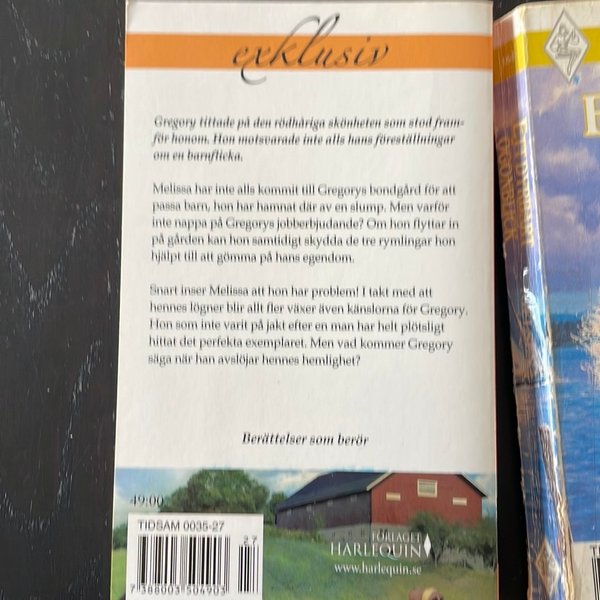 exklusiv
Gregory tittade på den rödhåriga skönheten som stod fram-
för honom. Hon motsvarade inte alls hans föreställningar
om en barnflicka.
Melissa har inte alls kommit till Gregorys bondgård för att
passa barn, hon har hamnat där av en slump. Men varför
inte nappa på Gregorys jobberbjudande? Om hon flyttar in
på gården kan hon samtidigt skydda de tre rymlingar hon
hjälpt till att gömma på hans egendom.
Snart inser Melissa att hon har problem! I takt med att
hennes lögner blir allt fler växer även känslorna för Gregory.
Hon som inte varit på jakt efter en man har helt plötsligt
hittat det perfekta exemplaret. Men vad kommer Gregory
säga när han avslöjar hennes hemlighet?
Berättelser som berör
49:00
TIDSAM 0035-27
27
7 388003 504903
FÖRLAGET
HARLEQUIN
www.harlequin.se